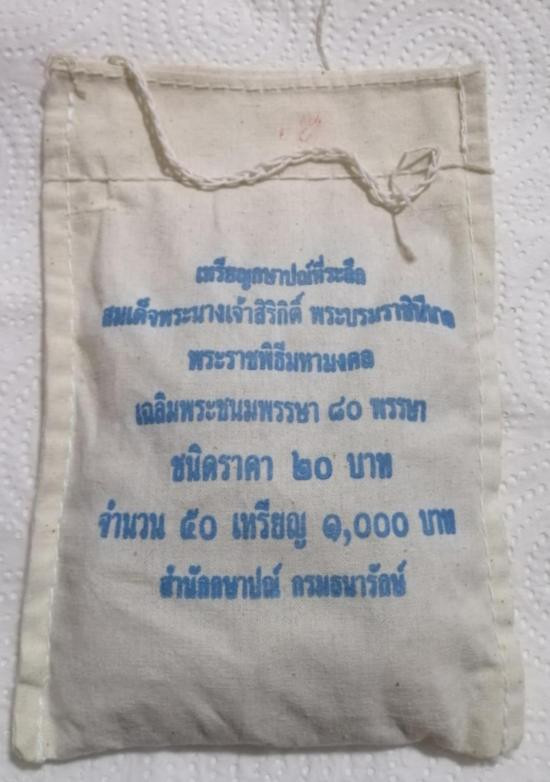 เหรียญกษาปณ์ที่ระลึก
สมเด็จพระนางเจ้าสิริกิติ์ พระบรมราชินีนาถ
พระราชพิธีมหามงคล
เฉลิมพระชนมพรรษา ๘๐ พรรษา
ชนิดราคา ๒๐ บาท
จำนวน ๕๐ เหรียญ ๑,๐๐๐ บาท
สำนักกษาปณ์ กรมธนารักษ์